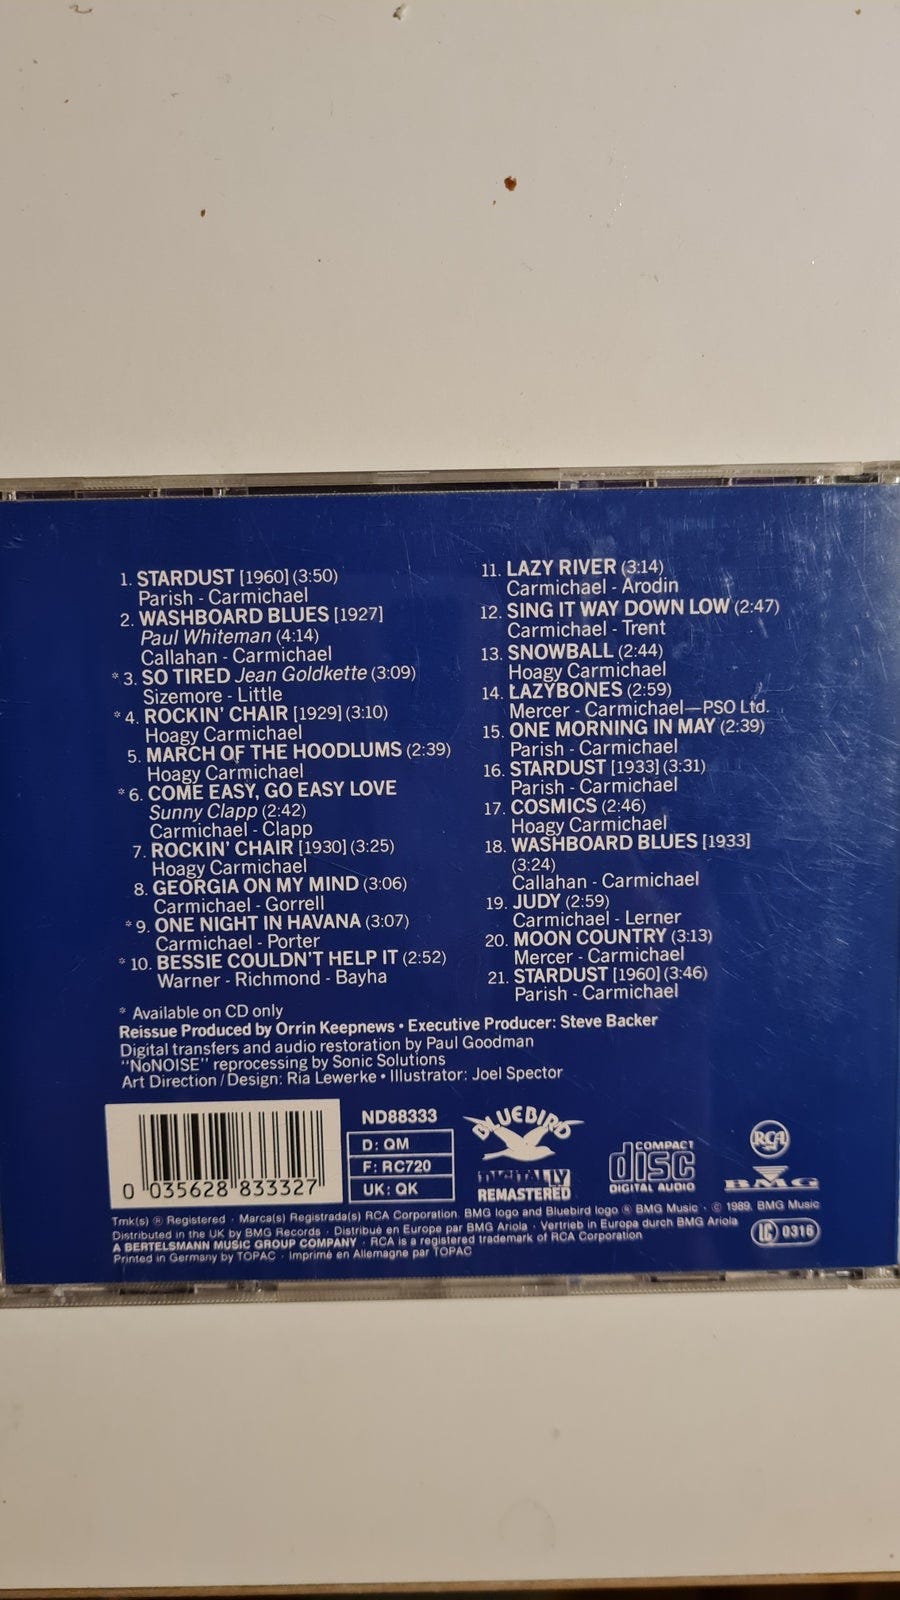 1. STARDUST [1960] (3:50)
Parish - Carmichael
2. WASHBOARD BLUES [1927]
Paul Whiteman (4:14)
Callahan - Carmichael
* 3. SO TIRED Jean Goldkette (3:09)
Sizemore - Little
* 4. ROCKIN' CHAIR [1929] (3:10)
Hoagy Carmichael
5. MARCH OF THE HOODLUMS (2:39)
Hoagy Carmichael
* 6. COME EASY, GO EASY LOVE
Sunny Clapp (2:42)
Carmichael - Clapp
7. ROCKIN' CHAIR [1930] (3:25)
Hoagy Carmichael
8. GEORGIA ON MY MIND (3:06)
Carmichael - Gorrell
* 9. ONE NIGHT IN HAVANA (3:07)
Carmichael - Porter
* 10. BESSIE COULDN'T HELP IT (2:52)
Warner - Richmond - Bayha
11. LAZY RIVER (3:14)
Carmichael - Arodin
12. SING IT WAY DOWN LOW (2:47)
Carmichael - Trent
13. SNOWBALL (2:44)
Hoagy Carmichael
14. LAZYBONES (2:59)
Mercer - Carmichael—PSO Ltd.
15. ONE MORNING IN MAY (2:39)
Parish - Carmichael
16. STARDUST [1933] (3:31)
Parish - Carmichael
17. COSMICS (2:46)
Hoagy Carmichael
18. WASHBOARD BLUES [1933]
(3:24)
Callahan - Carmichael
19. JUDY (2:59)
Carmichael - Lerner
20. MOON COUNTRY (3:13)
Mercer - Carmichael
21. STARDUST [1960] (3:46)
Parish - Carmichael
* Available on CD only
Reissue Produced by Orrin Keepnews • Executive Producer: Steve Backer
Digital transfers and audio restoration by Paul Goodman
"NoNOISE" reprocessing by Sonic Solutions
Art Direction / Design: Ria Lewerke • Illustrator: Joel Spector
0 035628 833327
ND88333
D: QM
F: RC720
UK: QK
BLUEBIRD
DIGITALLY
REMASTERED
COMPACT
disc
DIGITAL AUDIO
RCA
BMG
Tmk(s) ® Registered · Marca(s) Registrada(s) RCA Corporation. BMG logo and Bluebird logo ® BMG Music · © 1989, BMG Music
Distributed in the UK by BMG Records · Distribué en Europe par BMG Ariola · Vertrieb in Europa durch BMG Ariola
A BERTELSMANN MUSIC GROUP COMPANY · RCA is a registered trademark of RCA Corporation
Printed in Germany by TOPAC · Imprimé en Allemagne par TOPAC
LC 0316